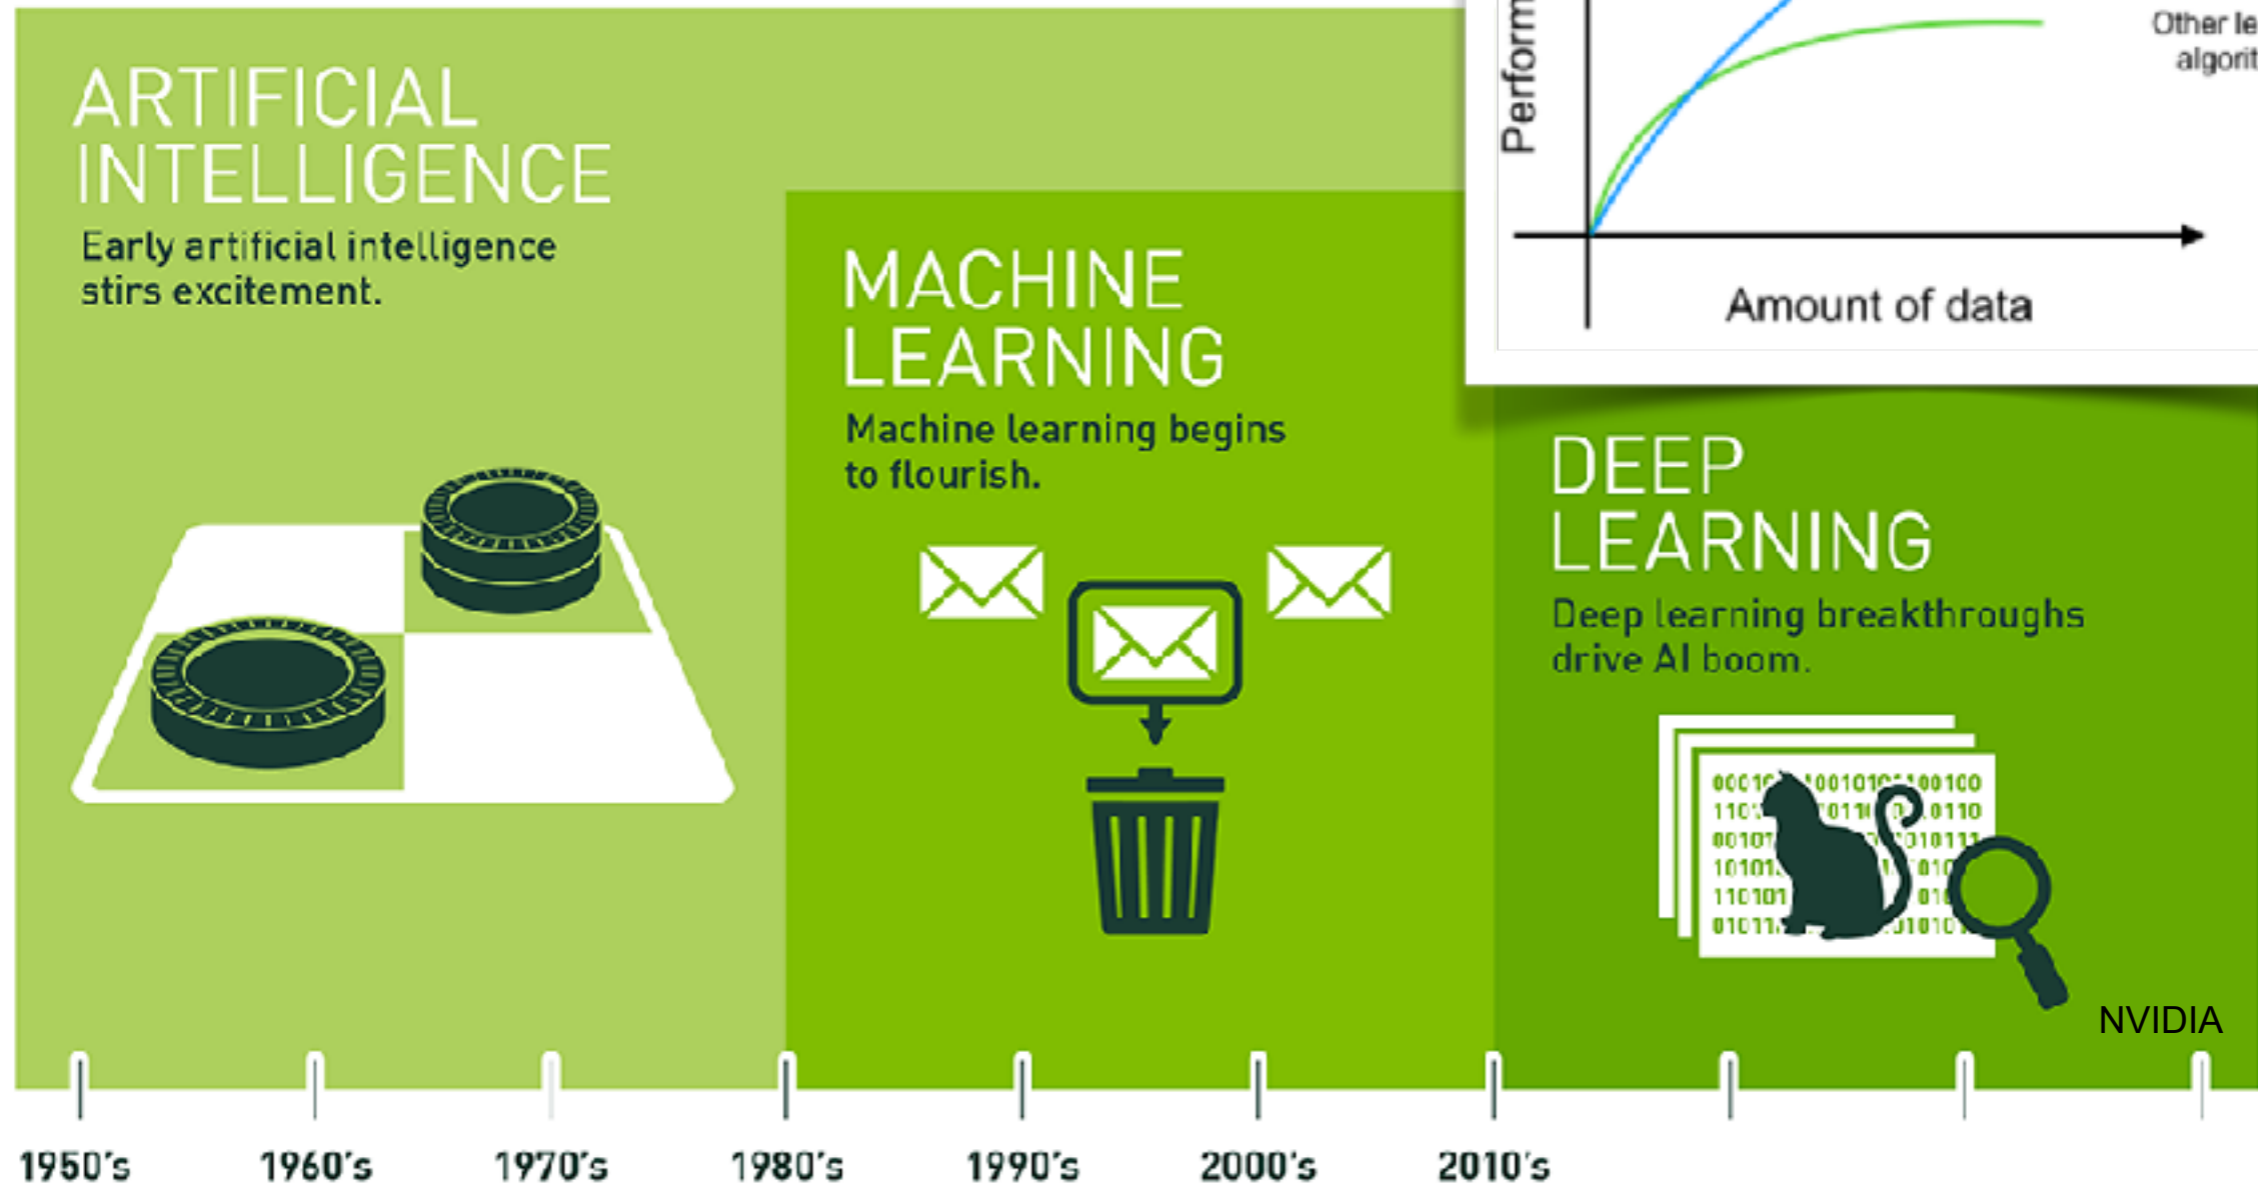 ARTIFICIAL
INTELLIGENCE
Early artificial intelligence
stirs excitement.
MACHINE
LEARNING
Machine learning begins
to flourish.
Amount of data
DEEP
LEARNING
Deep learning breakthroughs
drive AI boom.
NVIDIA
1950's 1960's 1970's 1980's 1990's 2000's 2010's
Other